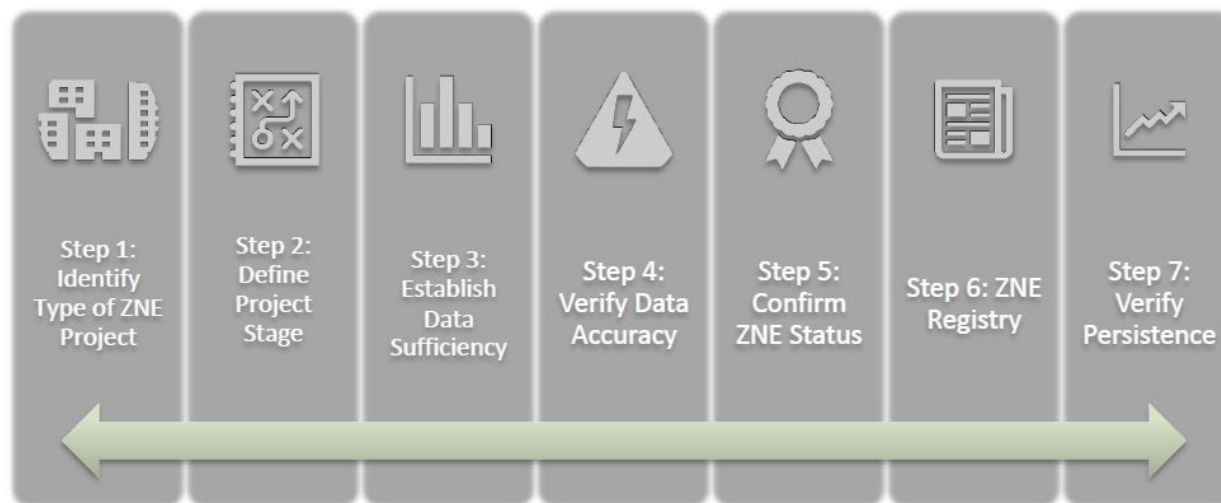 Step 1:
Identify
Type of ZNE
Project
Step 2:
Define
Project
Stage
Step 3:
Establish
Data
Sufficiency
Step 4:
Verify Data
Accuracy
Step 5:
Confirm
ZNE Status
Step 6: ZNE
Registry
Step 7:
Verify
Persistence